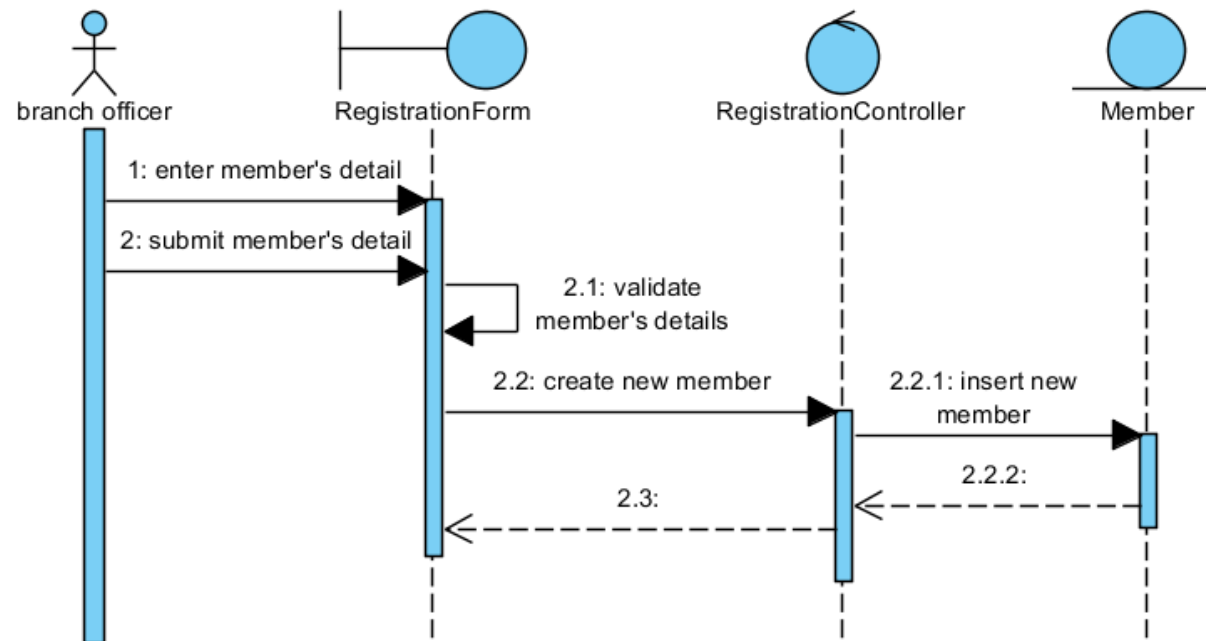 branch officer
RegistrationForm
RegistrationController
Member
1: enter member's detail
2: submit member's detail
2.1: validate
member's details
2.2: create new member
2.2.1: insert new
member
2.2.2:
2.3: